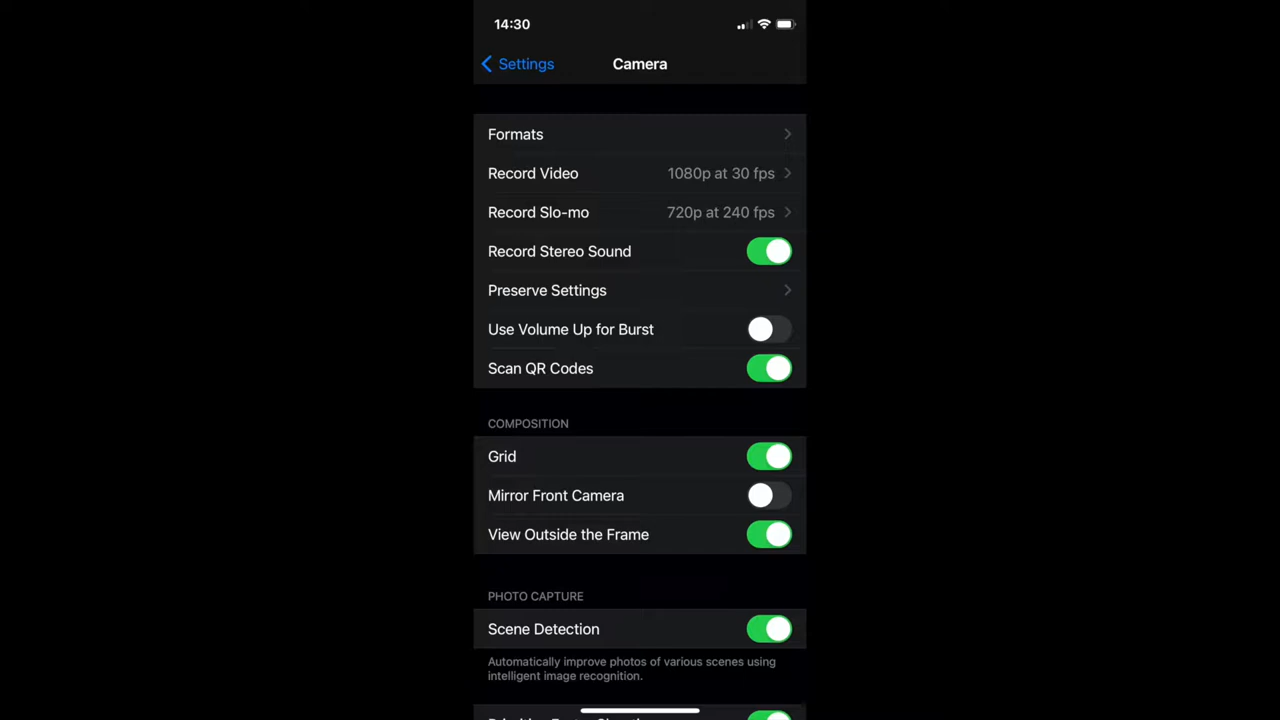 14:30
Settings
Camera
Formats
Record Video 1080p at 30 fps
Record Slo-mo 720p at 240 fps
Record Stereo Sound
Preserve Settings
Use Volume Up for Burst
Scan QR Codes
COMPOSITION
Grid
Mirror Front Camera
View Outside the Frame
PHOTO CAPTURE
Scene Detection
Automatically improve photos of various scenes using
intelligent image recognition.